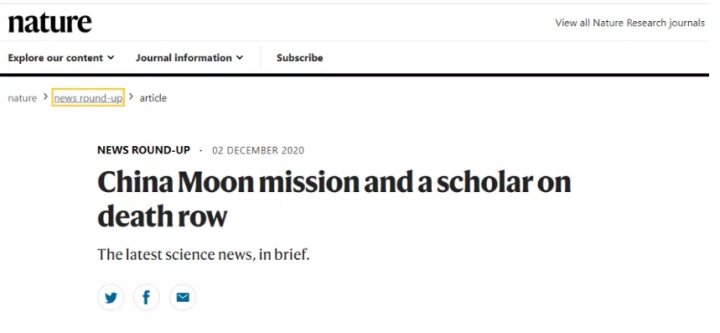 nature
View all Nature Research journals
Explore our content Journal information Subscribe
nature > news round-up > article
NEWS ROUND-UP · 02 DECEMBER 2020
China Moon mission and a scholar on
death row
The latest science news, in brief.